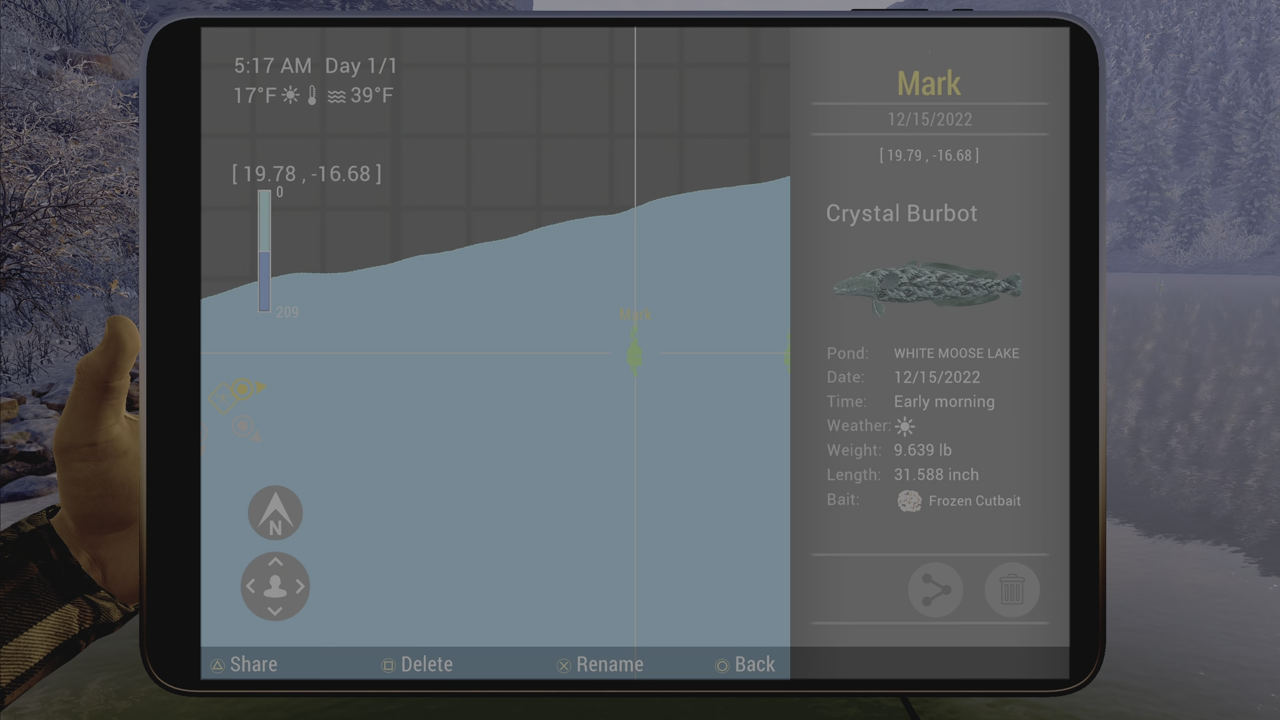 5:17 AM Day 1/1
17°F 39°F
[ 19.78 , -16.68 ]
0
209
Mark
N
Share Delete Rename Back
Mark
12/15/2022
[ 19.79 , -16.68 ]
Crystal Burbot
Pond: WHITE MOOSE LAKE
Date: 12/15/2022
Time: Early morning
Weather:
Weight: 9.639 lb
Length: 31.588 inch
Bait: Frozen Cutbait